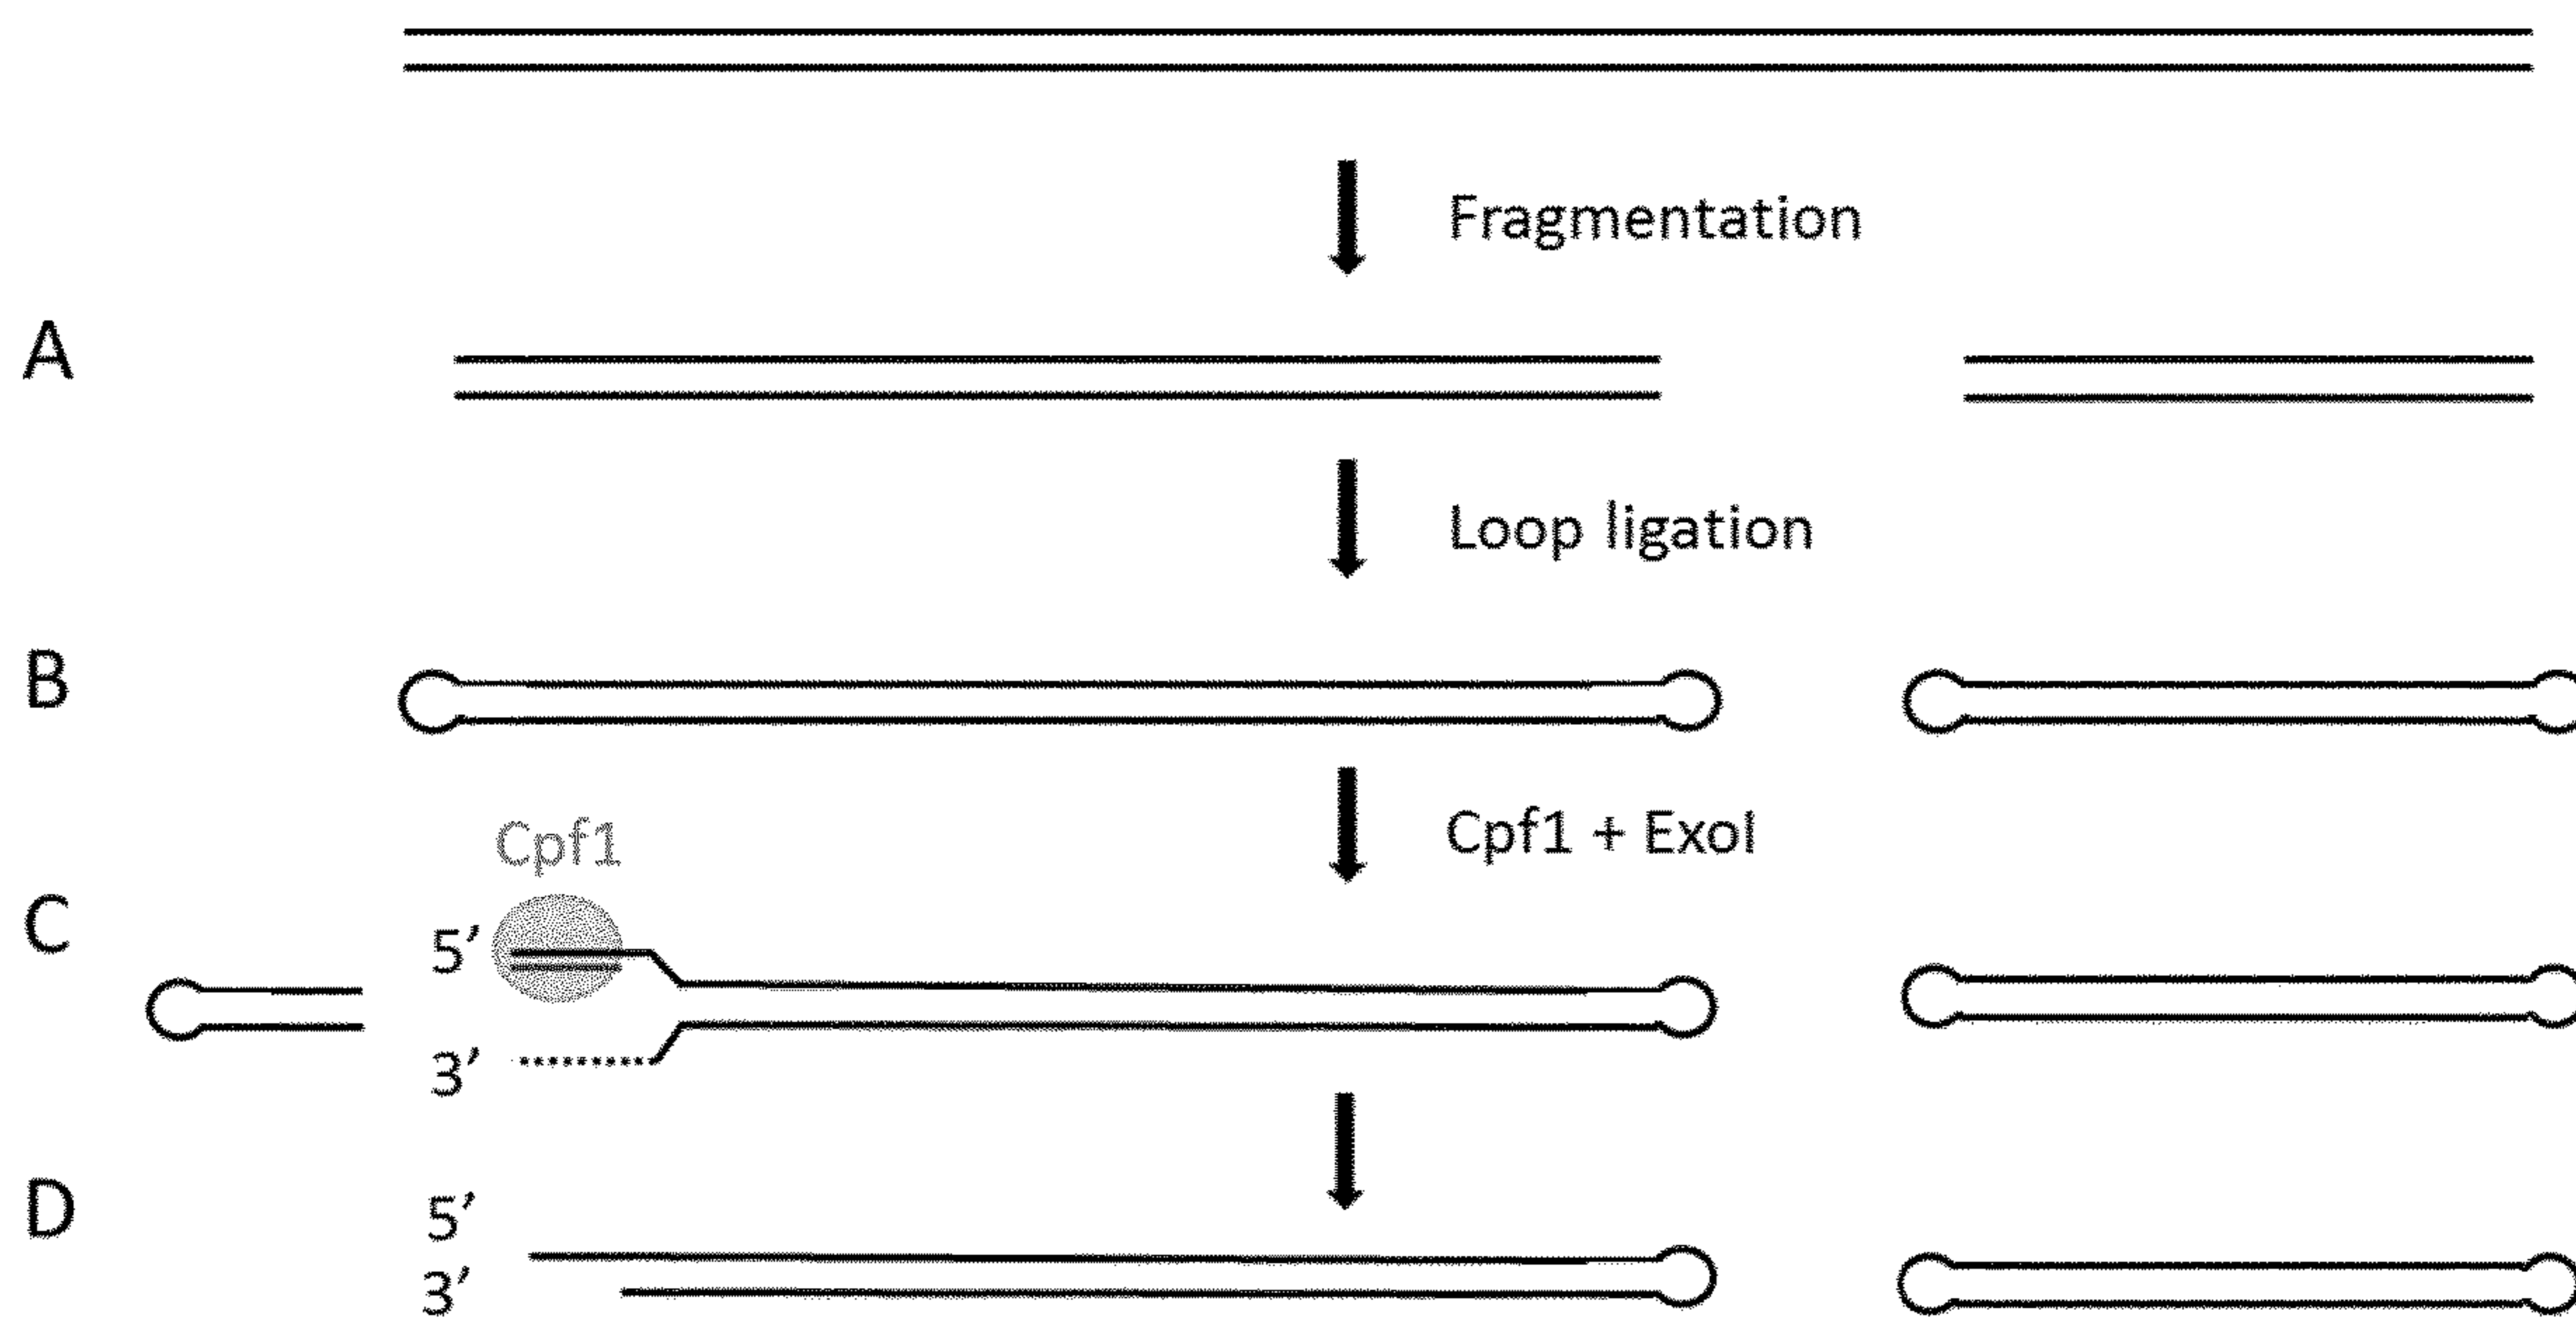 Fragmentation
A
Loop ligation
B
Cpf1 + ExoI
Cpf1
C
5’
3’
D
5’
3’